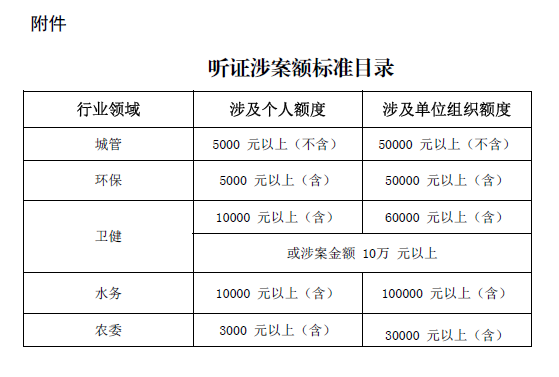 附件
听证涉案额标准目录
行业领域 涉及个人额度 涉及单位组织额度
城管 5000 元以上（不含） 50000 元以上（不含）
环保 5000 元以上（含） 50000 元以上（含）
卫健 10000 元以上（含） 60000 元以上（含）
或涉案金额 10万 元以上
水务 10000 元以上（含） 100000 元以上（含）
农委 3000 元以上（含） 30000 元以上（含）